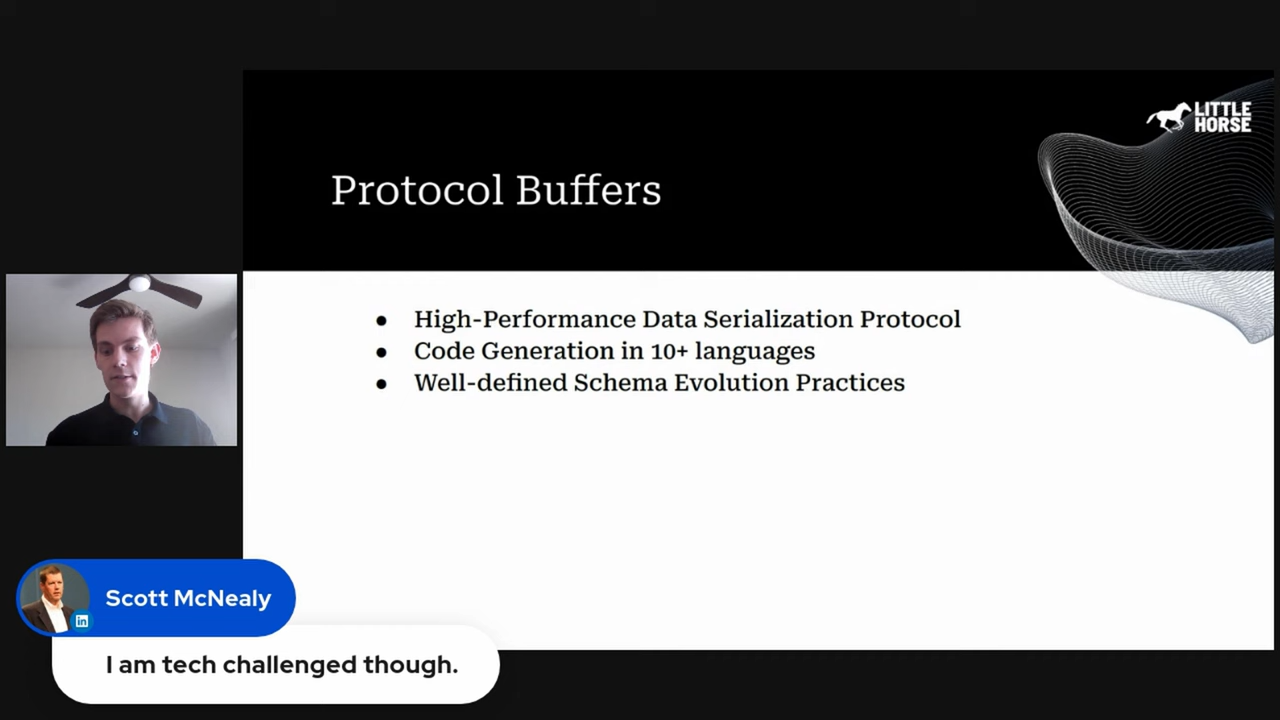 LITTLE
HORSE
Protocol Buffers
● High-Performance Data Serialization Protocol
● Code Generation in 10+ languages
● Well-defined Schema Evolution Practices
Scott McNealy
in
I am tech challenged though.